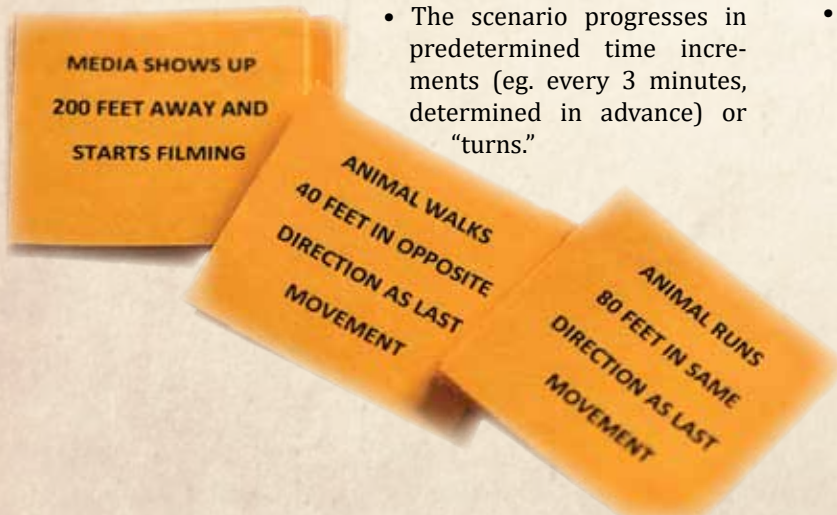 • The scenario progresses in
predetermined time incre-
ments (eg. every 3 minutes,
determined in advance) or
“turns.”
•
MEDIA SHOWS UP
200 FEET AWAY AND
STARTS FILMING
ANIMAL WALKS
40 FEET IN OPPOSITE
DIRECTION AS LAST
MOVEMENT
ANIMAL RUNS
80 FEET IN SAME
DIRECTION AS LAST
MOVEMENT